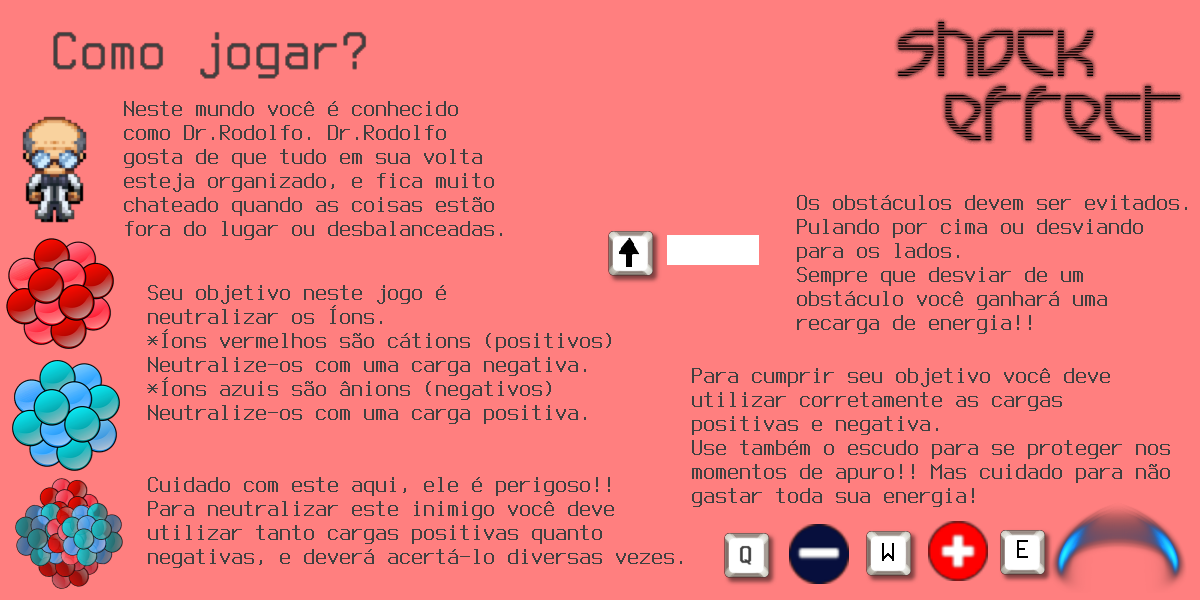 Como jogar?
shock
effect
Neste mundo você é conhecido
como Dr.Rodolfo. Dr.Rodolfo
gosta de que tudo em sua volta
esteja organizado, e fica muito
chateado quando as coisas estão
fora do lugar ou desbalanceadas.
Seu objetivo neste jogo é
neutralizar os Íons.
*Íons vermelhos são cátions (positivos)
Neutralize-os com uma carga negativa.
*Íons azuis são ânions (negativos)
Neutralize-os com uma carga positiva.
Cuidado com este aqui, ele é perigoso!!
Para neutralizar este inimigo você deve
utilizar tanto cargas positivas quanto
negativas, e deverá acertá-lo diversas vezes.
Os obstáculos devem ser evitados.
Pulando por cima ou desviando
para os lados.
Sempre que desviar de um
obstáculo você ganhará uma
recarga de energia!!
Para cumprir seu objetivo você deve
utilizar corretamente as cargas
positivas e negativa.
Use também o escudo para se proteger nos
momentos de apuro!! Mas cuidado para não
gastar toda sua energia!
Q W E